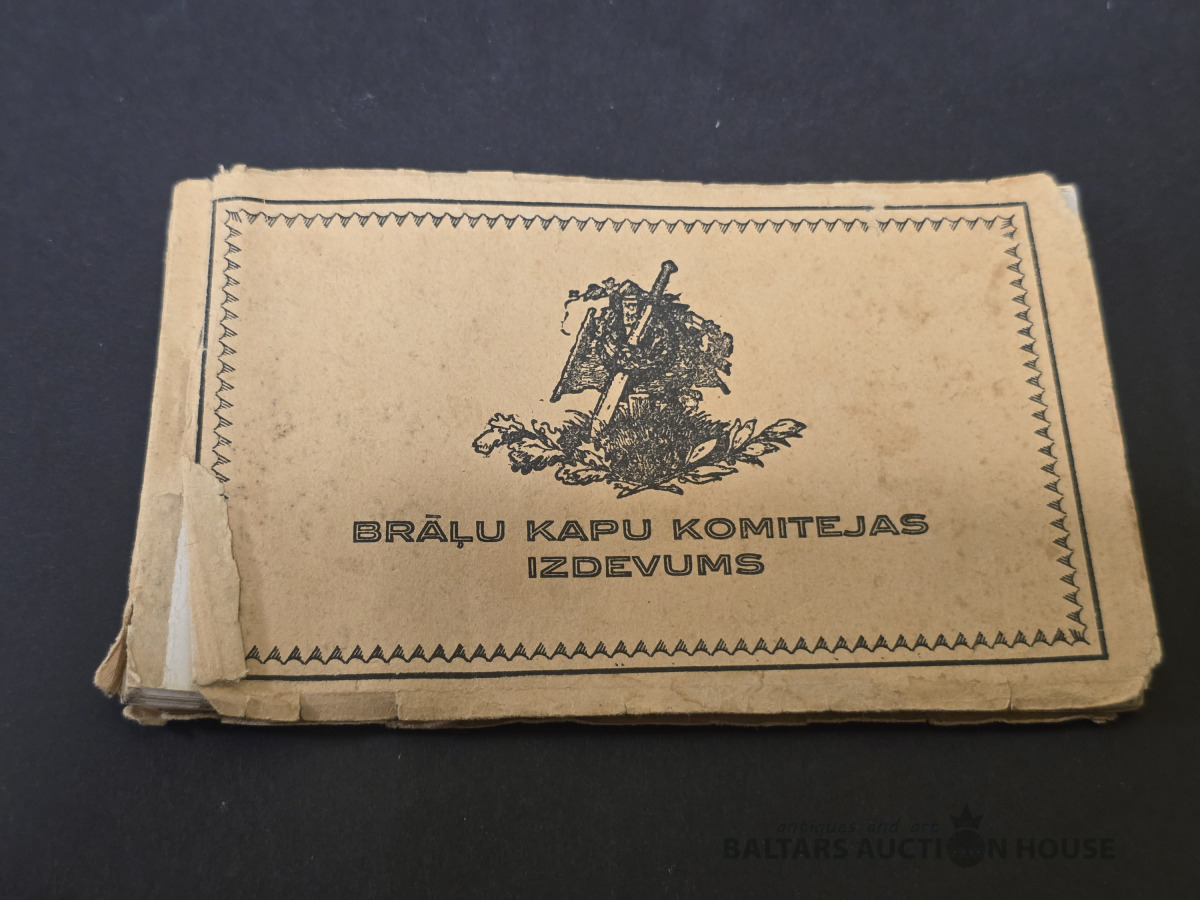 BRĀĻU KAPU KOMITEJAS
IZDEVUMS
antiques and art
BALTARS AUCTION HOUSE